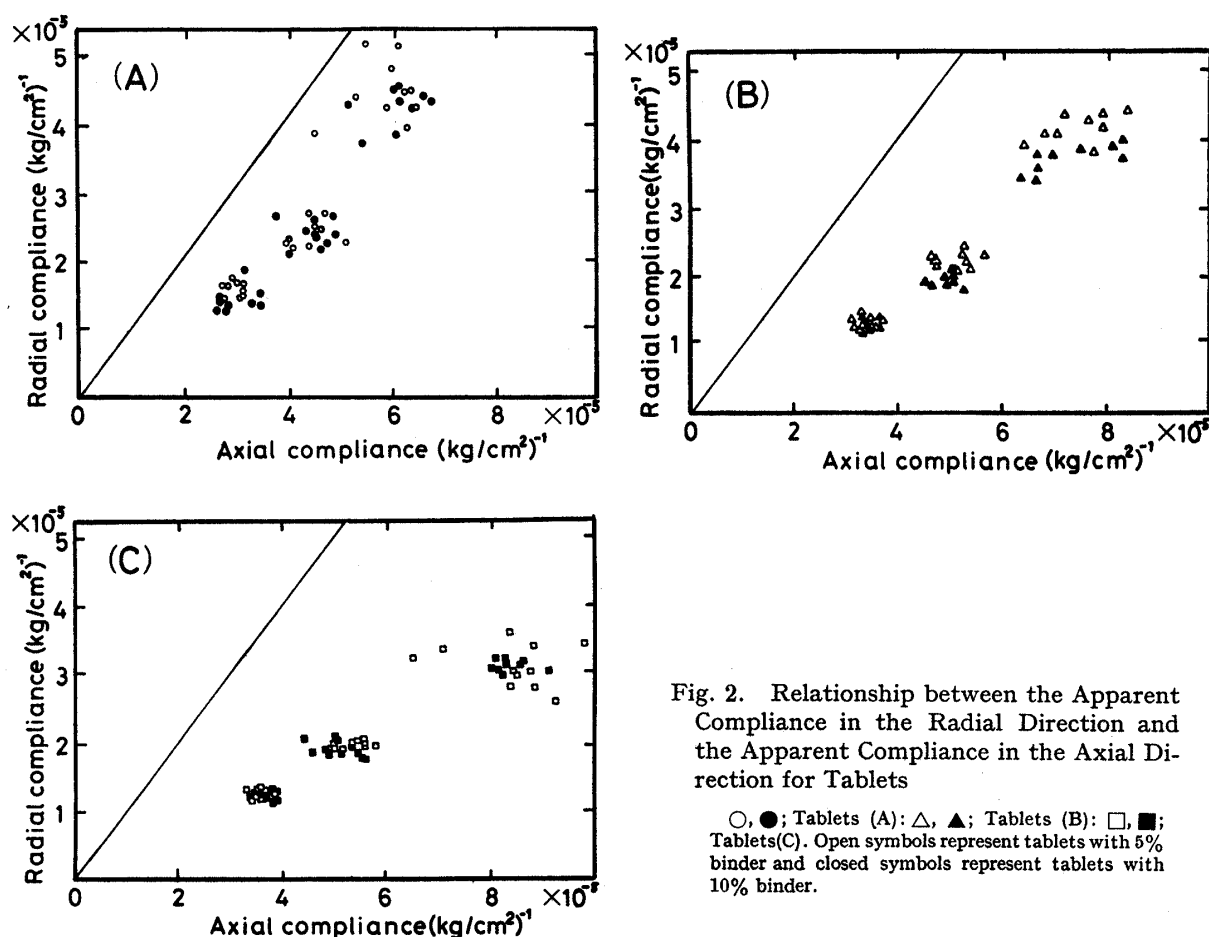 ×10⁻⁵
(A)
5
4
3
2
1
0
2
4
6
8
×10⁻⁵
Radial compliance (kg/cm²)⁻¹
Axial compliance (kg/cm²)⁻¹
×10⁻⁵
(B)
5
4
3
2
1
0
2
4
6
8
×10⁻⁵
Radial compliance(kg/cm²)⁻¹
Axial compliance (kg/cm²)⁻¹
×10⁻⁵
(C)
5
4
3
2
1
0
2
4
6
8
×10⁻⁵
Radial compliance (kg/cm²)⁻¹
Axial compliance(kg/cm²)⁻¹
Fig. 2. Relationship between the Apparent
Compliance in the Radial Direction and
the Apparent Compliance in the Axial Di-
rection for Tablets
○, ●; Tablets (A): △, ▲; Tablets (B): □, ■;
Tablets(C). Open symbols represent tablets with 5%
binder and closed symbols represent tablets with
10% binder.